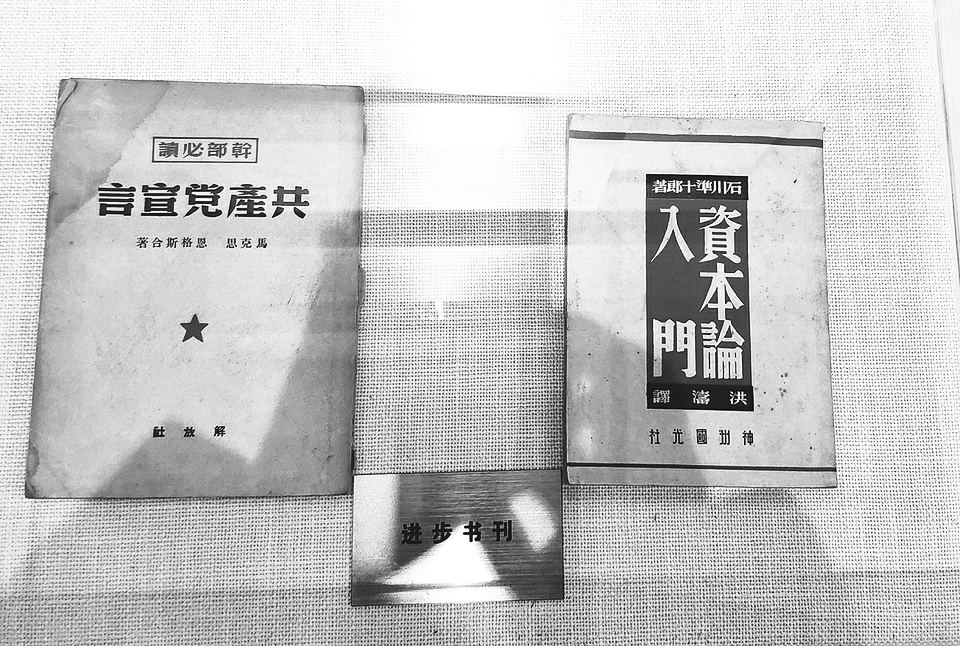 幹部必讀
共產党宣言
馬克思 恩格斯合著
解放社
石川準十郎著
資本論
入門
洪濤譯
神州國光社
进步书刊